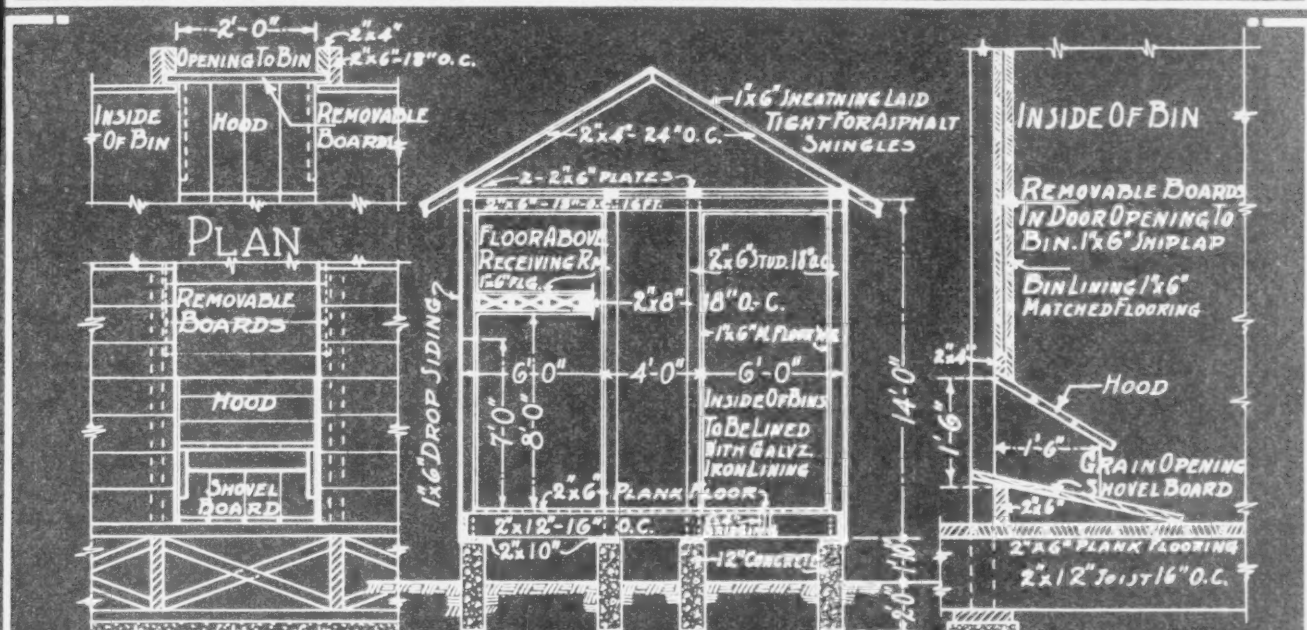 2'-0"
2"x4"
OPENING TO BIN
2"x6"-18"O.C.
INSIDE
OF BIN
HOOD
REMOVABLE
BOARDS
PLAN
REMOVABLE
BOARDS
HOOD
SHOVEL
BOARD
1"x6" DROP SIDING
1"x6" SHEATNING LAID
TIGHT FOR ASPHALT
SHINGLES
2"x4"-24"O.C.
2-2"x6" PLATES
FLOOR ABOVE
RECEIVING RM.
1"x6" FLG.
2"x6" STUD.18"O.C.
2"x8" 18"O.-C.
6'-0"
4'-0"
6'-0"
7'-0"
8'-0"
INSIDE OF BINS
TO BE LINED
WITH GALVZ.
IRON LINING
2"x6" PLANK FLOOR
2"x12"-16" O.C.
2"x10"
12" CONCRETE
14'-0"
1'-10"
2'-0"
INSIDE OF BIN
REMOVABLE BOARDS
IN DOOR OPENING TO
BIN. 1"x6" SHIPLAP
BIN LINING 1"x6"
MATCHED FLOORING
2"x4"
HOOD
1'-6"
1'-6"
GRAIN OPENING
SHOVEL BOARD
2"x6"
2"x6" PLANK FLOORING
2"x12" JOIST 16" O.C.